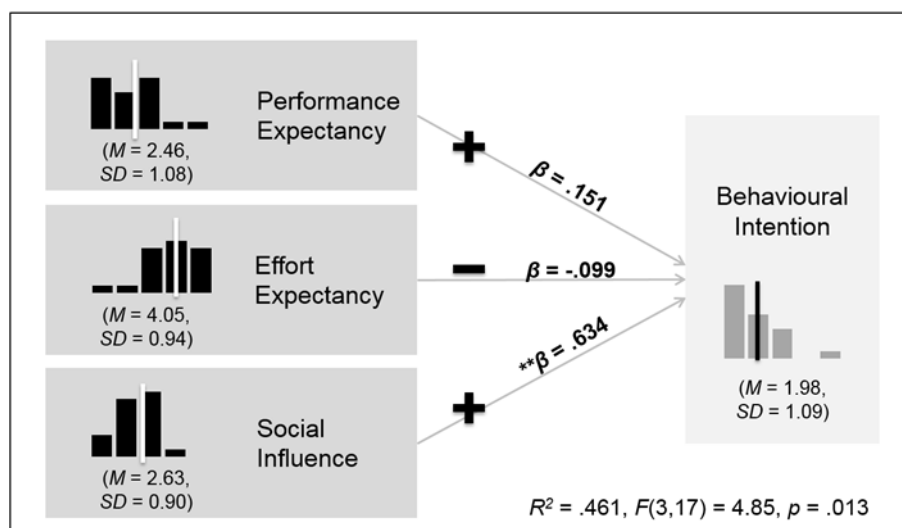 Performance
Expectancy
(M = 2.46,
SD = 1.08)
+
β = .151
Effort
Expectancy
(M = 4.05,
SD = 0.94)
−
β = -.099
Social
Influence
(M = 2.63,
SD = 0.90)
+
**β = .634
Behavioural
Intention
(M = 1.98,
SD = 1.09)
R² = .461, F(3,17) = 4.85, p = .013